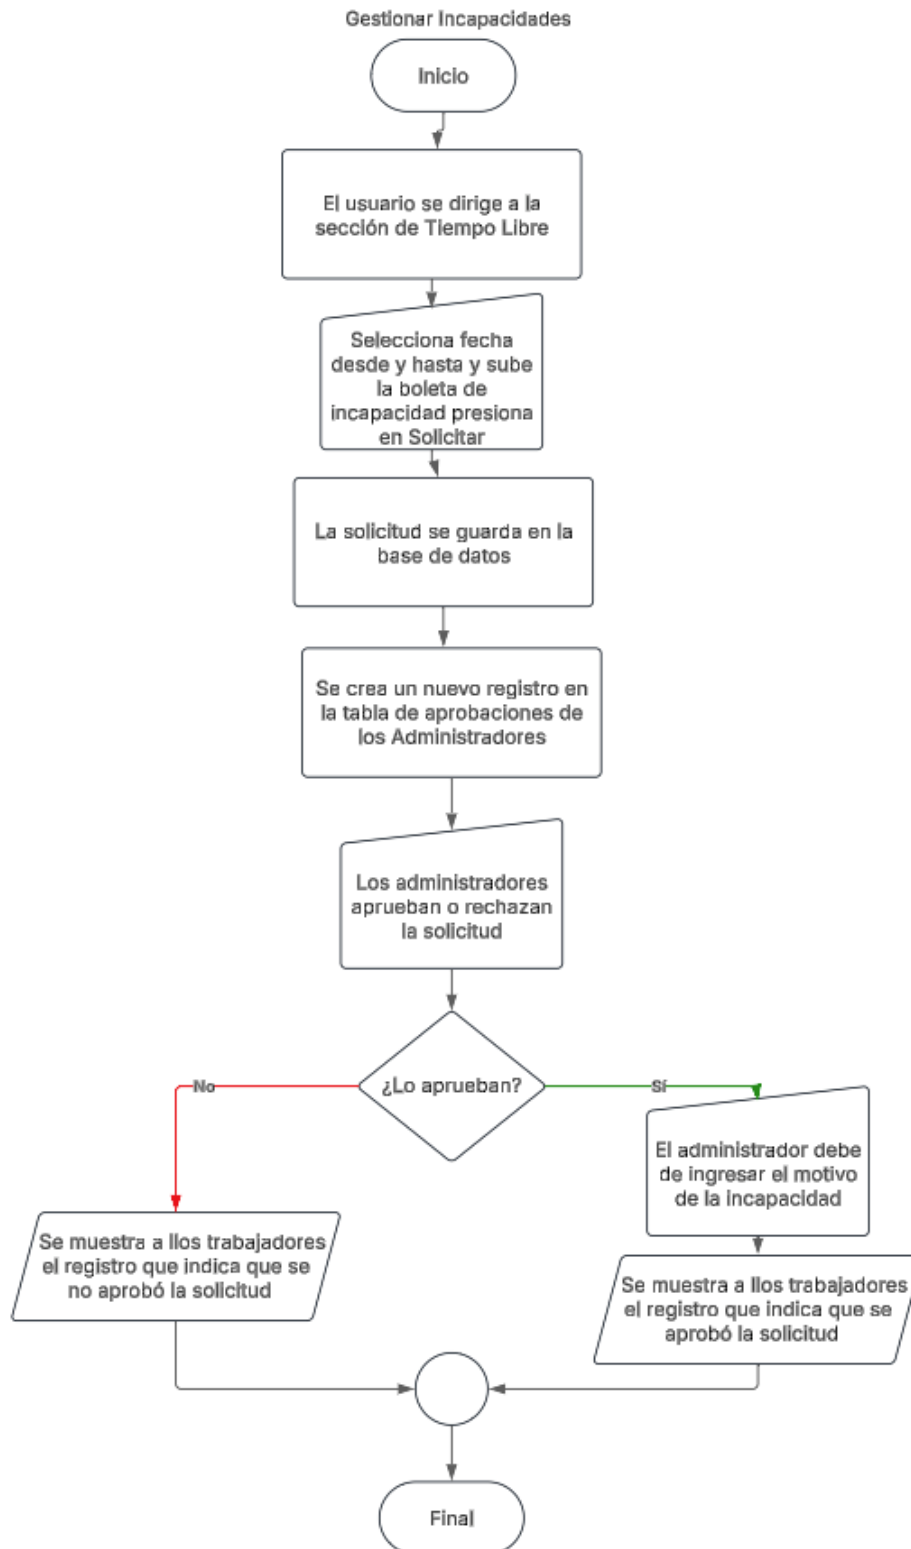 Gestionar Incapacidades
Inicio
El usuario se dirige a la
sección de Tiempo Libre
Selecciona fecha
desde y hasta y sube
la boleta de
incapacidad presiona
en Solicitar
La solicitud se guarda en la
base de datos
Se crea un nuevo registro en
la tabla de aprobaciones de
los Administradores
Los administradores
aprueban o rechazan
la solicitud
¿Lo aprueban?
No
Sí
El administrador debe
de ingresar el motivo
de la incapacidad
Se muestra a llos trabajadores
el registro que indica que se
no aprobó la solicitud
Se muestra a llos trabajadores
el registro que indica que se
aprobó la solicitud
Final